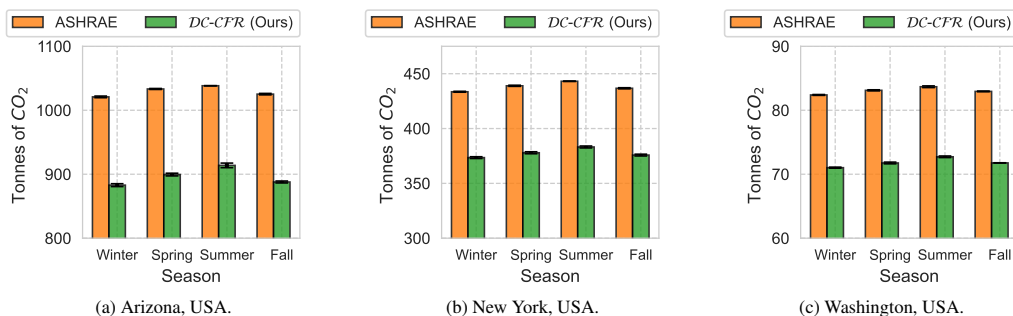 ASHRAE DC-CFR (Ours)
1100
1000
900
800
Tonnes of CO2
Winter Spring Summer Fall
Season
(a) Arizona, USA.
ASHRAE DC-CFR (Ours)
450
400
350
300
Tonnes of CO2
Winter Spring Summer Fall
Season
(b) New York, USA.
ASHRAE DC-CFR (Ours)
90
80
70
60
Tonnes of CO2
Winter Spring Summer Fall
Season
(c) Washington, USA.